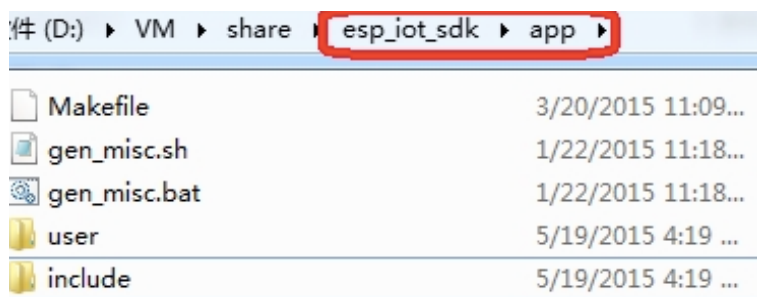 件 (D:) ▸ VM ▸ share ▸ esp_iot_sdk ▸ app ▸
Makefile 3/20/2015 11:09...
gen_misc.sh 1/22/2015 11:18...
gen_misc.bat 1/22/2015 11:18...
user 5/19/2015 4:19 ...
include 5/19/2015 4:19 ...